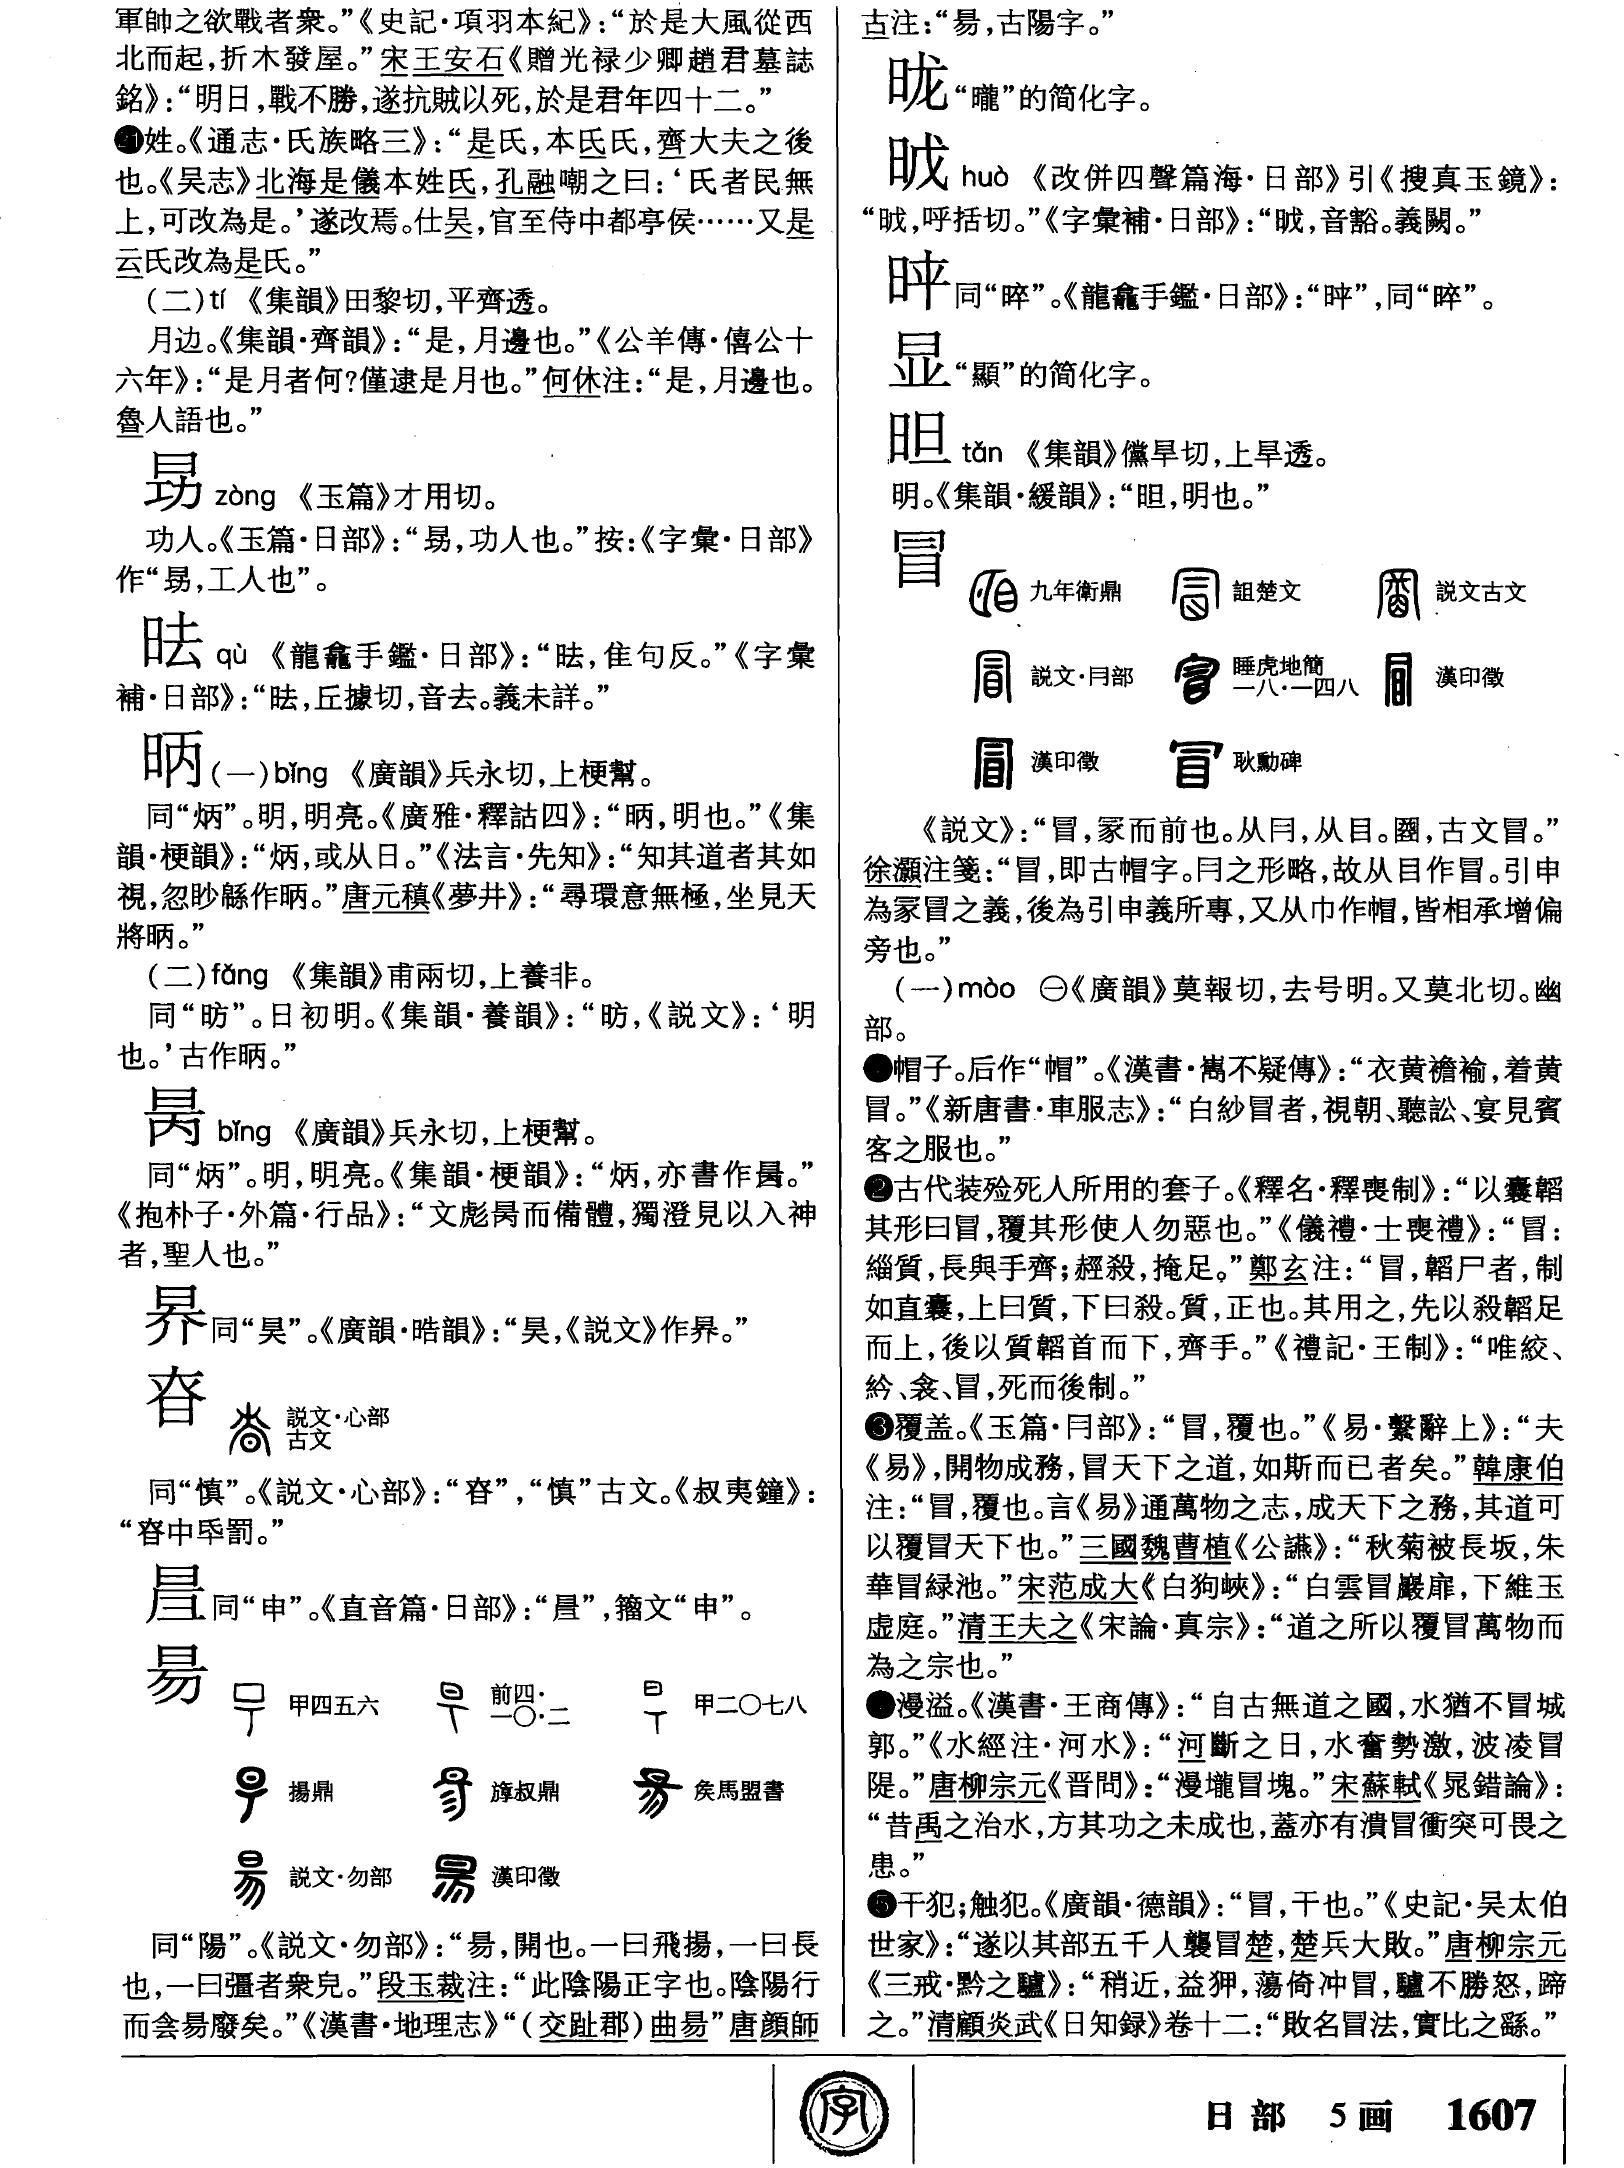 軍帥之欲戰者衆。”《史記·項羽本紀》：“於是大風從西
北而起，折木發屋。”宋王安石《贈光禄少卿趙君墓誌
銘》：“明日，戰不勝，遂抗賊以死，於是君年四十二。”
㉑姓。《通志·氏族略三》：“是氏，本氏氏，齊大夫之後
也。《吴志》北海是儀本姓氏，孔融嘲之曰：‘氏者民無
上，可改為是。’遂改焉。仕吴，官至侍中都亭侯……又是
云氏改為是氏。”
（二）tí 《集韻》田黎切，平齊透。
月边。《集韻·齊韻》：“是，月邊也。”《公羊傳·僖公十
六年》：“是月者何？僅逮是月也。”何休注：“是，月邊也。
魯人語也。”
zòng 《玉篇》才用切。
功人。《玉篇·日部》：“，功人也。”按：《字彙·日部》
作“，工人也”。
昛 qù 《龍龕手鑑·日部》：“，隹句反。”《字彙
補·日部》：“，丘據切，音去。義未詳。”
昞（一）bǐng 《廣韻》兵永切，上梗幫。
同“炳”。明，明亮。《廣雅·釋詁四》：“昞，明也。”《集
韻·梗韻》：“炳，或从日。”《法言·先知》：“知其道者其如
視，忽眇緜作昞。”唐元稹《夢井》：“尋環意無極，坐見天
將昞。”
（二）fǎng 《集韻》甫兩切，上養非。
同“昉”。日初明。《集韻·養韻》：“昉，《説文》：‘明
也。’古作昞。”
昺 bǐng 《廣韻》兵永切，上梗幫。
同“炳”。明，明亮。《集韻·梗韻》：“炳，亦書作昺。”
《抱朴子·外篇·行品》：“文彪昺而備體，獨澄見以入神
者，聖人也。”
昦同“昊”。《廣韻·晧韻》：“昊，《説文》作昦。”
昚
説文·心部
古文
同“慎”。《説文·心部》：“昚”，“慎”古文。《叔夷鐘》：
“昚中氒罰。”
同“申”。《直音篇·日部》：“”，籀文“申”。
昜
甲四五六 前四·一〇·二 甲二〇七八
揚鼎 叔鼎 矦馬盟書
説文·勿部 漢印徵
同“陽”。《説文·勿部》：“昜，開也。一曰飛揚，一曰長
也，一曰彊者衆皃。”段玉裁注：“此陰陽正字也。陰陽行
而侌昜廢矣。”《漢書·地理志》“（交趾郡）曲昜”唐顔師
古注：“昜，古陽字。”
昽“曨”的简化字。
huò 《改併四聲篇海·日部》引《搜真玉鏡》：
“，呼括切。”《字彙補·日部》：“，音豁。義闕。”
同“晬”。《龍龕手鑑·日部》：“”，同“晬”。
显“顯”的简化字。
tǎn 《集韻》儻旱切，上旱透。
明。《集韻·緩韻》：“，明也。”
冒
九年衛鼎 詛楚文 説文古文
説文·冃部 睡虎地簡一八·一四八 漢印徵
漢印徵 耿勳碑
《説文》：“冒，冡而前也。从冃，从目。，古文冒。”
徐灝注箋：“冒，即古帽字。冃之形略，故从目作冒。引申
為冡冒之義，後為引申義所專，又从巾作帽，皆相承增偏
旁也。”
（一）mào ㊀《廣韻》莫報切，去号明。又莫北切。幽
部。
❶帽子。后作“帽”。《漢書·雋不疑傳》：“衣黄襜褕，着黄
冒。”《新唐書·車服志》：“白紗冒者，視朝、聽訟、宴見賓
客之服也。”
❷古代装殓死人所用的套子。《釋名·釋喪制》：“以囊韜
其形曰冒，覆其形使人勿惡也。”《儀禮·士喪禮》：“冒：
緇質，長與手齊；䞓殺，掩足。”鄭玄注：“冒，韜尸者，制
如直囊，上曰質，下曰殺。質，正也。其用之，先以殺韜足
而上，後以質韜首而下，齊手。”《禮記·王制》：“唯絞、
紟、衾、冒，死而後制。”
❸覆盖。《玉篇·冃部》：“冒，覆也。”《易·繫辭上》：“夫
《易》，開物成務，冒天下之道，如斯而已者矣。”韓康伯
注：“冒，覆也。言《易》通萬物之志，成天下之務，其道可
以覆冒天下也。”三國魏曹植《公讌》：“秋菊被長坂，朱
華冒緑池。”宋范成大《白狗峽》：“白雲冒巖扉，下維玉
虚庭。”清王夫之《宋論·真宗》：“道之所以覆冒萬物而
為之宗也。”
❹漫溢。《漢書·王商傳》：“自古無道之國，水猶不冒城
郭。”《水經注·河水》：“河斷之日，水奮勢激，波凌冒
隄。”唐柳宗元《晋問》：“漫壠冒塊。”宋蘇軾《晁錯論》：
“昔禹之治水，方其功之未成也，蓋亦有潰冒衝突可畏之
患。”
❺干犯；触犯。《廣韻·德韻》：“冒，干也。”《史記·吴太伯
世家》：“遂以其部五千人襲冒楚，楚兵大敗。”唐柳宗元
《三戒·黔之驢》：“稍近，益狎，蕩倚冲冒，驢不勝怒，蹄
之。”清顧炎武《日知録》卷十二：“敗名冒法，實比之繇。”
字
日部 5画 1607